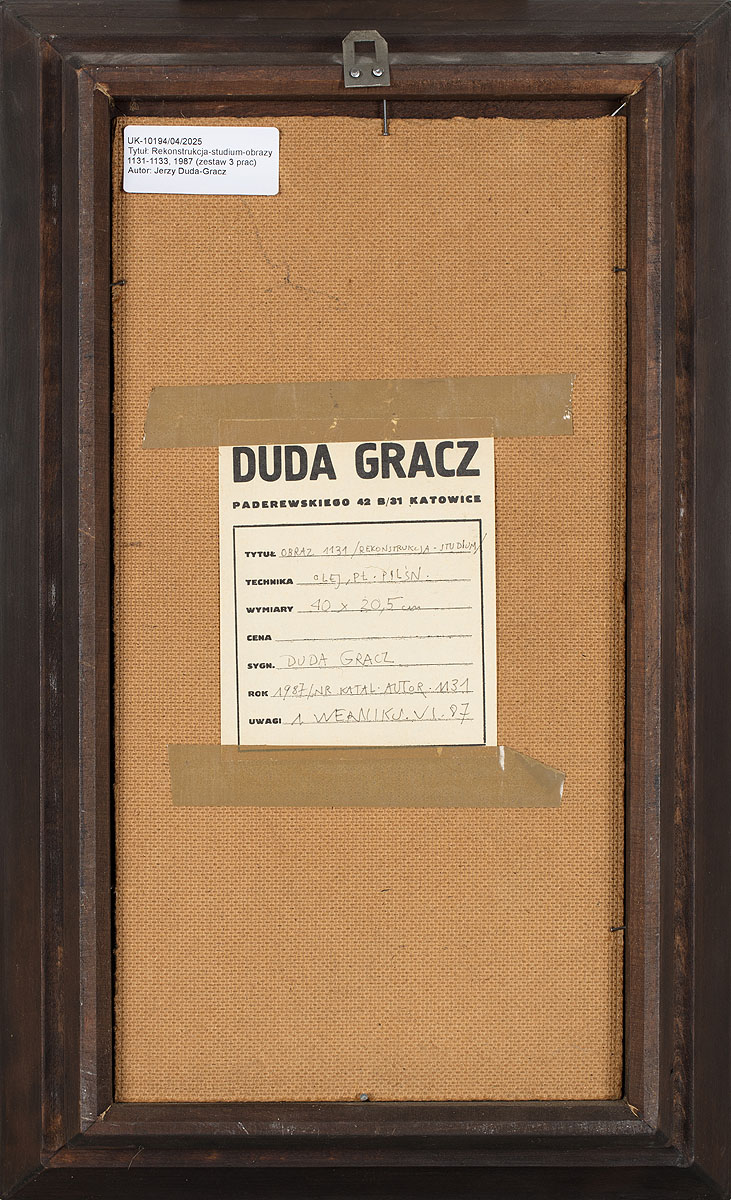 UK-10194/04/2025
Tytuł: Rekonstrukcja-studium-obrazy
1131-1133, 1987 (zestaw 3 prac)
Autor: Jerzy Duda-Gracz
DUDA GRACZ
PADEREWSKIEGO 42 B/31 KATOWICE
TYTUŁ OBRAZ 1131 /REKONSTRUKCJA-STUDIUM/
TECHNIKA OLEJ, PŁ. PILŚN.
WYMIARY 40 x 20,5 cm
CENA
SYGN. DUDA GRACZ
ROK 1987/NR KATAL. AUTOR. 1131
UWAGI 1. VI. 87